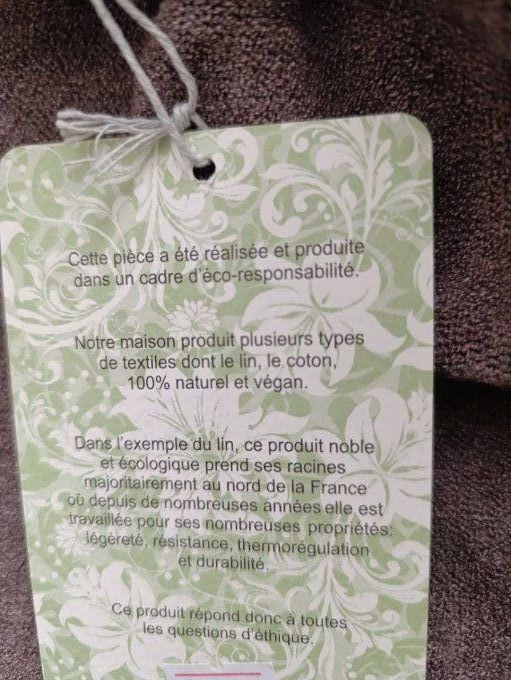 Cette pièce a été réalisée et produite
dans un cadre d'éco-responsabilité.
Notre maison produit plusieurs types
de textiles dont le lin, le coton,
100% naturel et végan.
Dans l'exemple du lin, ce produit noble
et écologique prend ses racines
majoritairement au nord de la France
où depuis de nombreuses années elle est
travaillée pour ses nombreuses propriétés:
légéreté, résistance, thermorégulation
et durabilité.
Ce produit répond donc à toutes
les questions d'éthique.